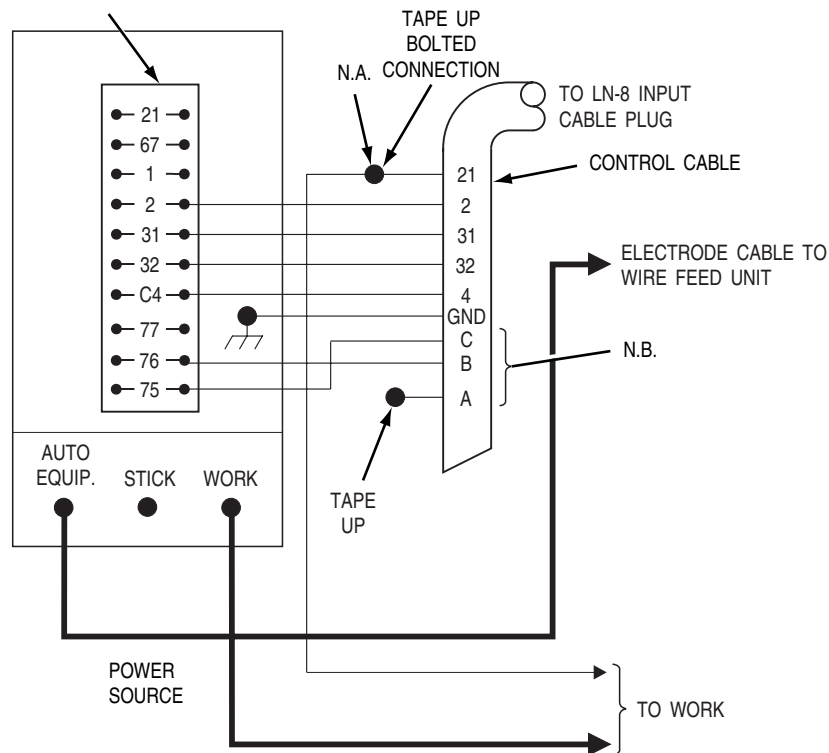 TAPE UP
BOLTED
CONNECTION
N.A.
TO LN-8 INPUT
CABLE PLUG
CONTROL CABLE
21
67
1
2
31
32
C4
77
76
75
21
2
31
32
4
GND
C
B
A
ELECTRODE CABLE TO
WIRE FEED UNIT
N.B.
AUTO
EQUIP.
STICK
WORK
TAPE
UP
POWER
SOURCE
TO WORK